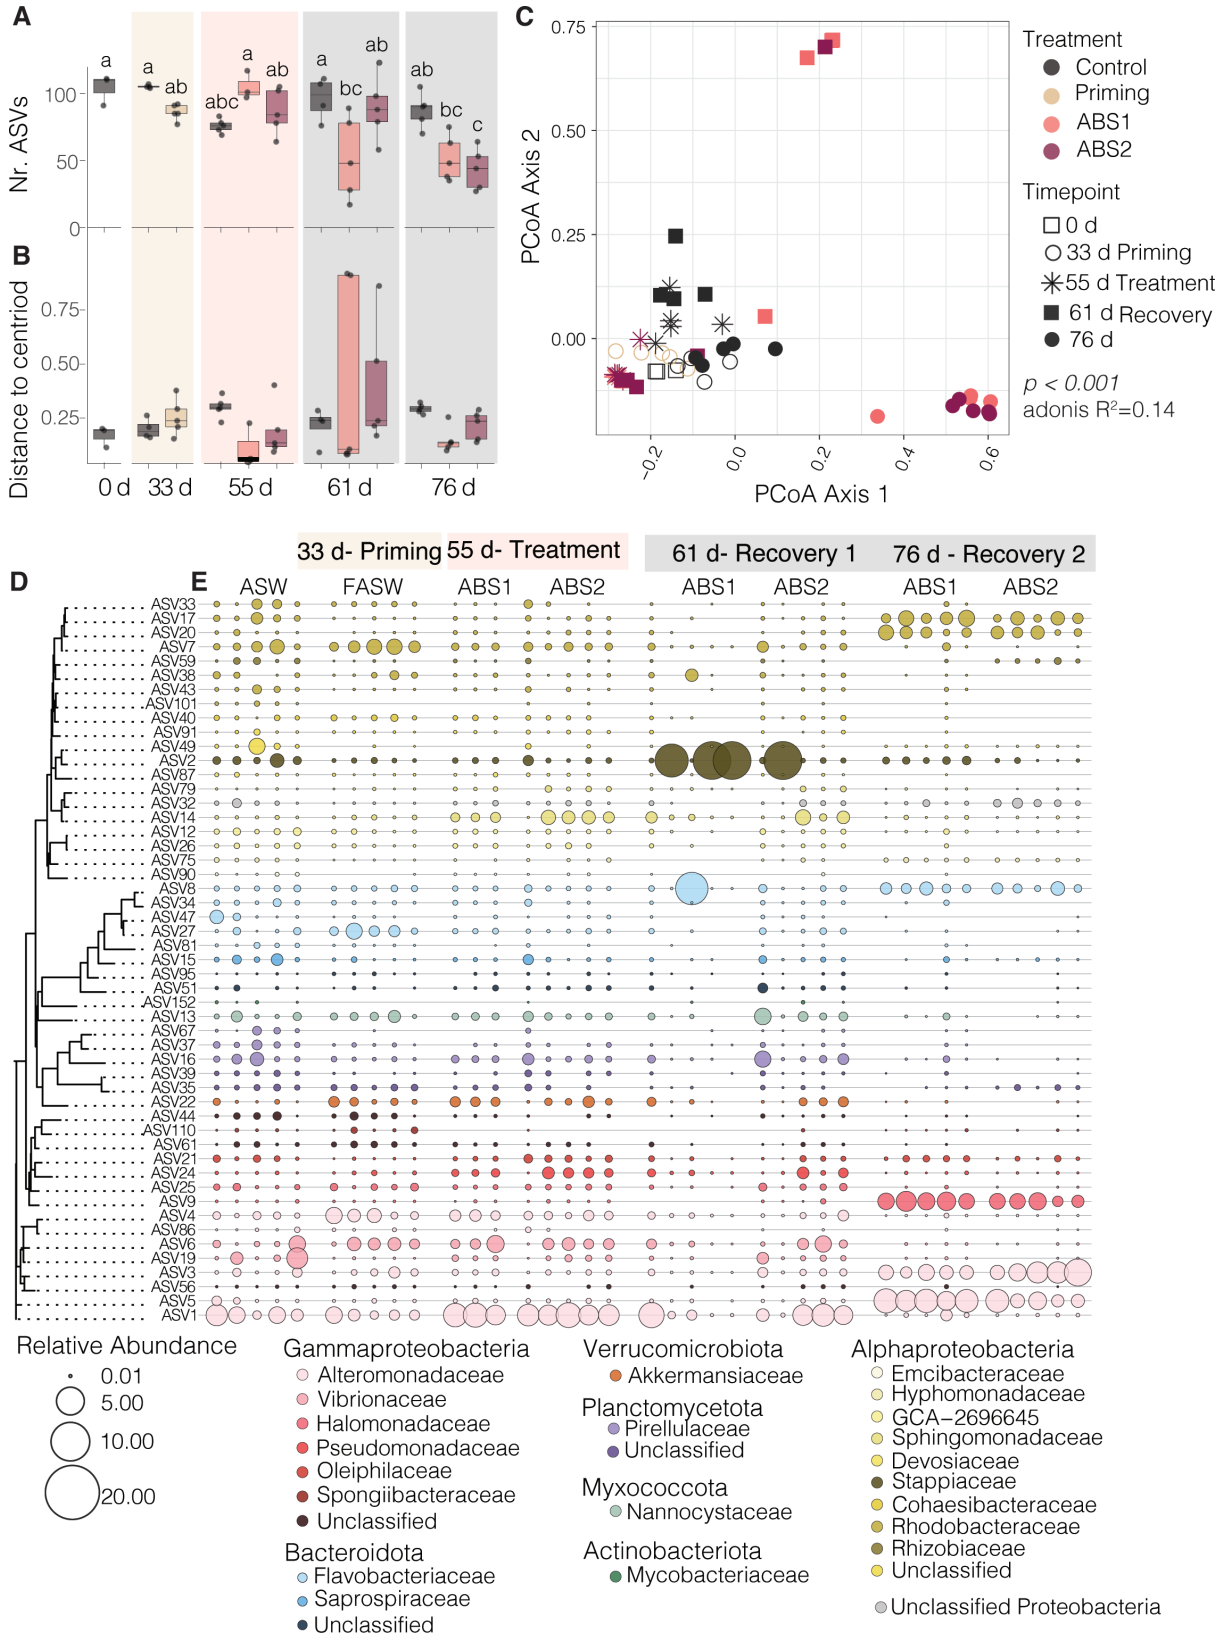 A
Nr. ASVs
100
50
0
a
a
ab
abc
a
ab
a
bc
ab
ab
bc
c
B
Distance to centriod
0.75
0.50
0.25
0 d
33 d
55 d
61 d
76 d
C
PCoA Axis 2
0.75
0.50
0.25
0.00
−0.2
0.0
0.2
0.4
0.6
PCoA Axis 1
Treatment
Control
Priming
ABS1
ABS2
Timepoint
0 d
33 d Priming
55 d Treatment
61 d Recovery
76 d
p < 0.001
adonis R²=0.14
33 d- Priming
55 d- Treatment
61 d- Recovery 1
76 d - Recovery 2
D
E
ASW
FASW
ABS1
ABS2
ABS1
ABS2
ABS1
ABS2
ASV33
ASV17
ASV20
ASV7
ASV59
ASV38
ASV43
ASV101
ASV40
ASV91
ASV49
ASV2
ASV87
ASV79
ASV32
ASV14
ASV12
ASV26
ASV75
ASV90
ASV8
ASV34
ASV47
ASV27
ASV81
ASV15
ASV95
ASV51
ASV152
ASV13
ASV67
ASV37
ASV16
ASV39
ASV35
ASV22
ASV44
ASV110
ASV61
ASV21
ASV24
ASV25
ASV9
ASV4
ASV86
ASV6
ASV19
ASV3
ASV56
ASV5
ASV1
Relative Abundance
0.01
5.00
10.00
20.00
Gammaproteobacteria
Alteromonadaceae
Vibrionaceae
Halomonadaceae
Pseudomonadaceae
Oleiphilaceae
Spongiibacteraceae
Unclassified
Bacteroidota
Flavobacteriaceae
Saprospiraceae
Unclassified
Verrucomicrobiota
Akkermansiaceae
Planctomycetota
Pirellulaceae
Unclassified
Myxococcota
Nannocystaceae
Actinobacteriota
Mycobacteriaceae
Alphaproteobacteria
Emcibacteraceae
Hyphomonadaceae
GCA−2696645
Sphingomonadaceae
Devosiaceae
Stappiaceae
Cohaesibacteraceae
Rhodobacteraceae
Rhizobiaceae
Unclassified
Unclassified Proteobacteria